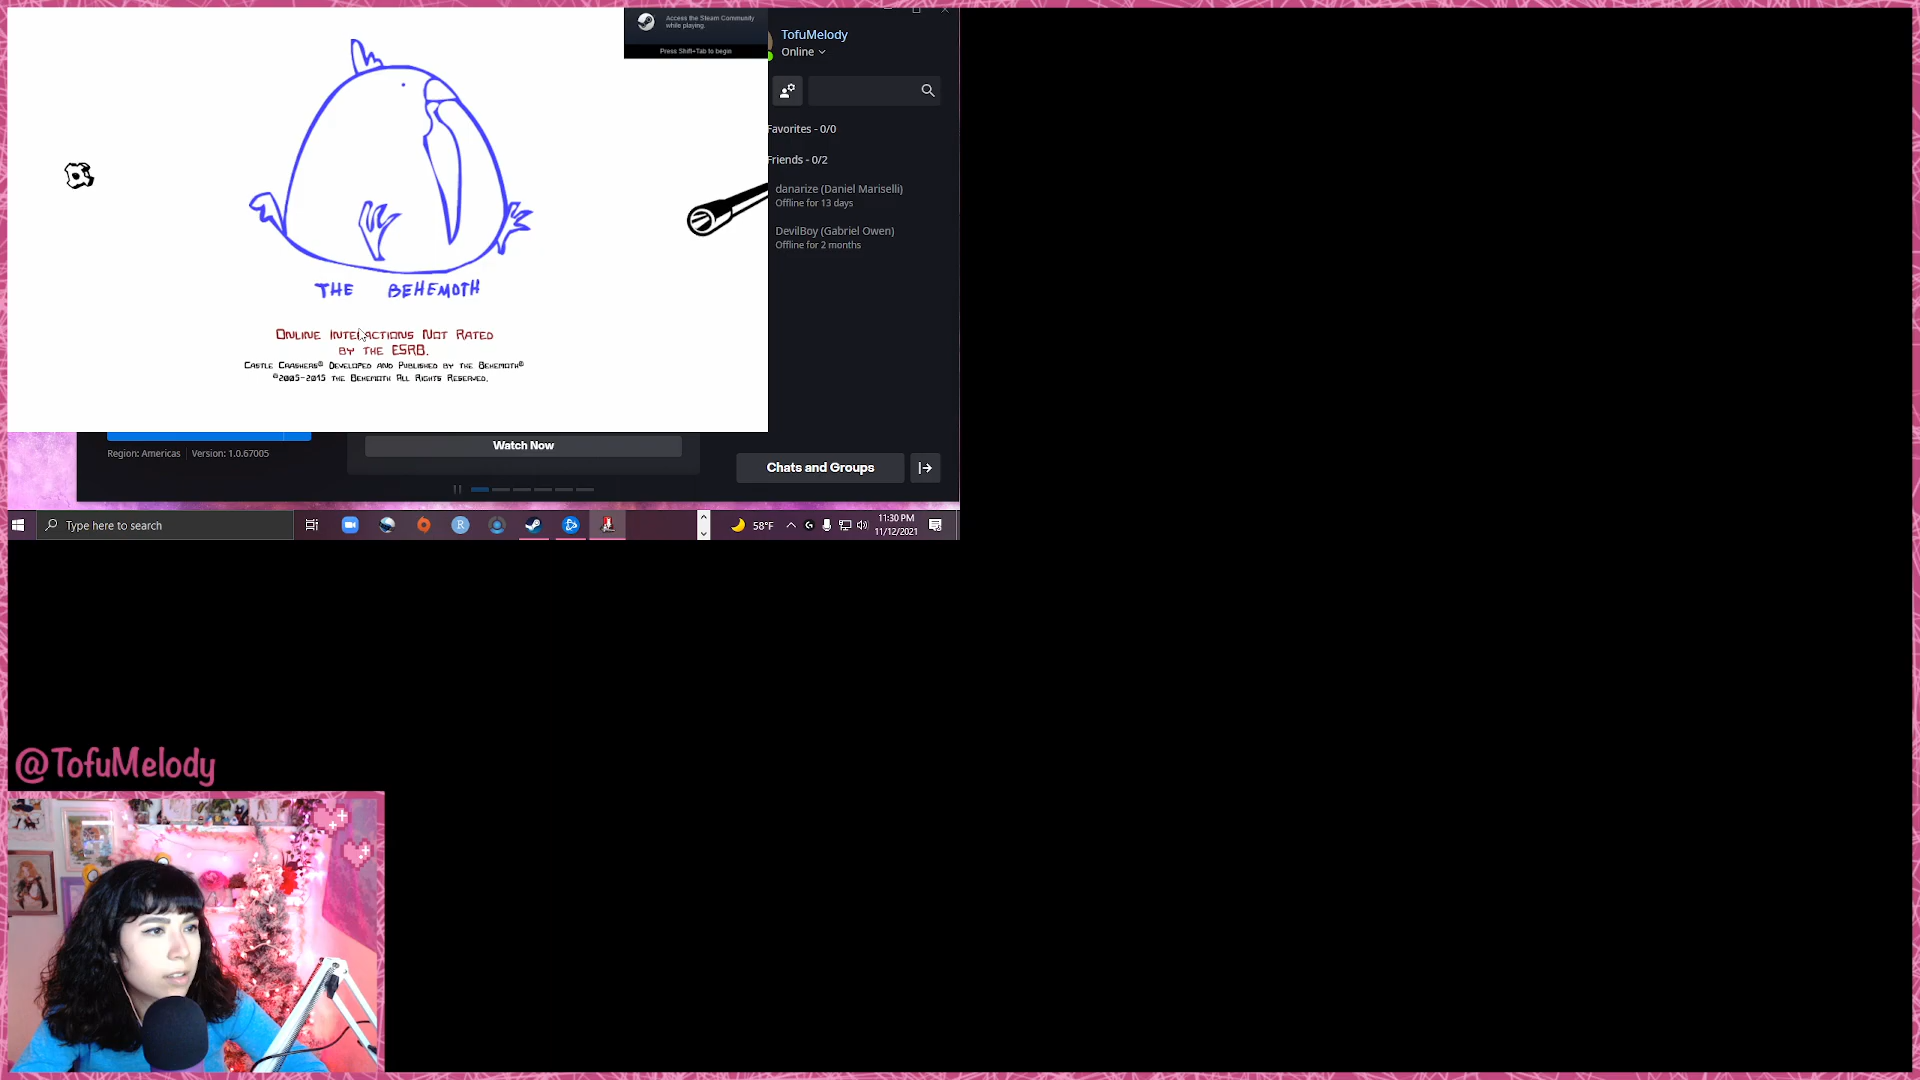 Access the Steam Community
while playing.
Press Shift+Tab to begin
TofuMelody
Online
Favorites - 0/0
Friends - 0/2
danarize (Daniel Mariselli)
Offline for 13 days
DevilBoy (Gabriel Owen)
Offline for 2 months
THE BEHEMOTH
Online Interactions Not Rated
by the ESRB.
Castle Crashers® Developed and Published by the Behemoth®
©2005-2015 the Behemoth All Rights Reserved.
Watch Now
Region: Americas
Version: 1.0.67005
Chats and Groups
Type here to search
R
58°F
11:30 PM
11/12/2021
@TofuMelody